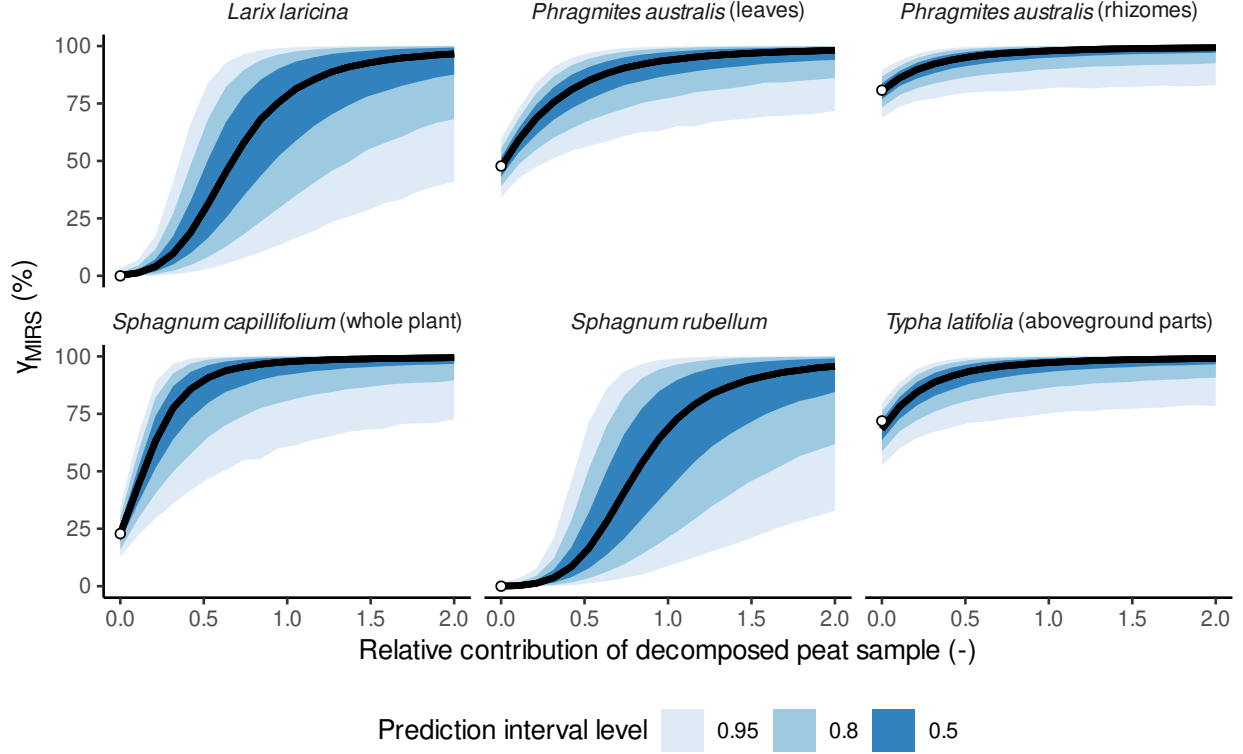 Larix laricina
Phragmites australis (leaves)
Phragmites australis (rhizomes)
100
75
50
25
0
γMIRS (%)
Sphagnum capillifolium (whole plant)
Sphagnum rubellum
Typha latifolia (aboveground parts)
100
75
50
25
0
0.0 0.5 1.0 1.5 2.0
0.0 0.5 1.0 1.5 2.0
0.0 0.5 1.0 1.5 2.0
Relative contribution of decomposed peat sample (-)
Prediction interval level 0.95 0.8 0.5